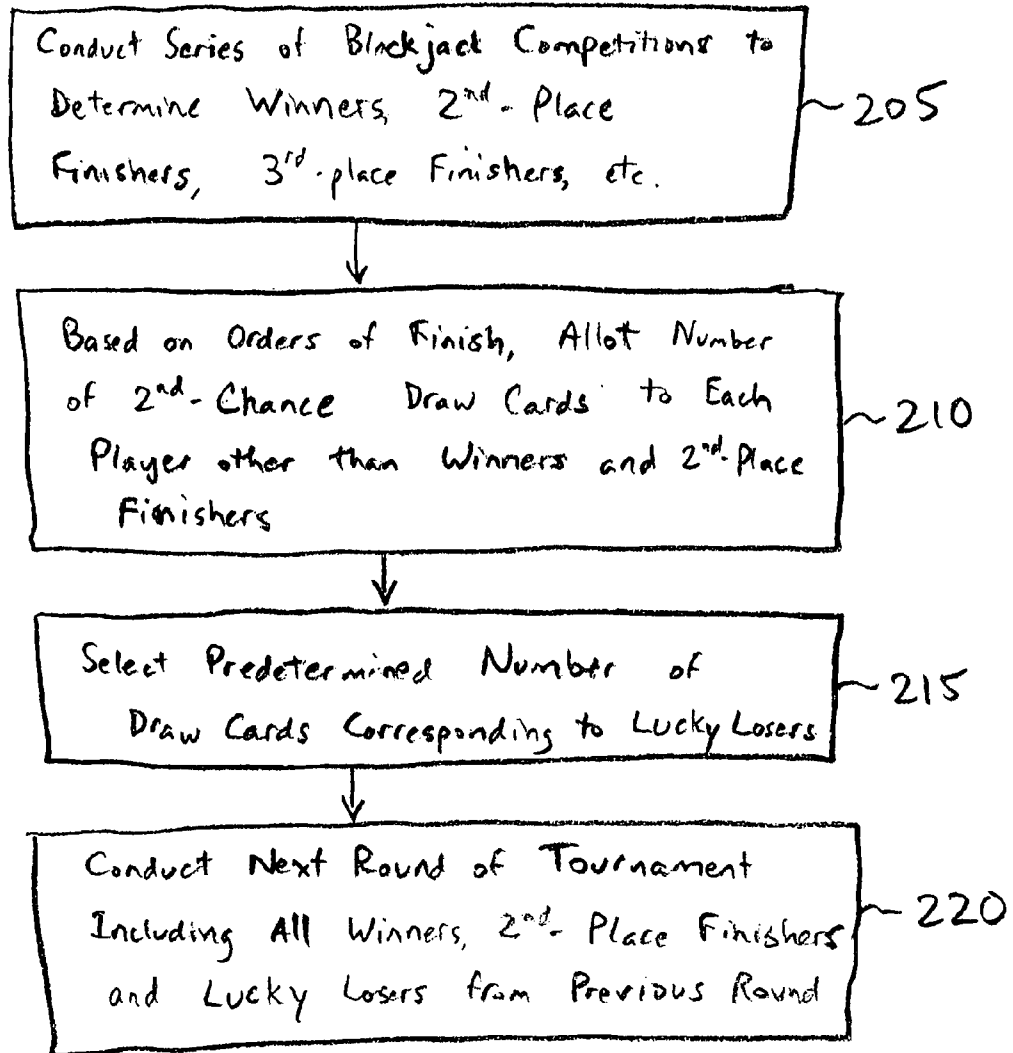 Conduct Series of Blackjack Competitions to
Determine Winners, 2nd-Place
Finishers, 3rd-place Finishers, etc.
205
Based on Orders of Finish, Allot Number
of 2nd-Chance Draw Cards to Each
Player other than Winners and 2nd-Place
Finishers
210
Select Predetermined Number of
Draw Cards Corresponding to Lucky Losers
215
Conduct Next Round of Tournament
Including All Winners, 2nd-Place Finishers
and Lucky Losers from Previous Round
220